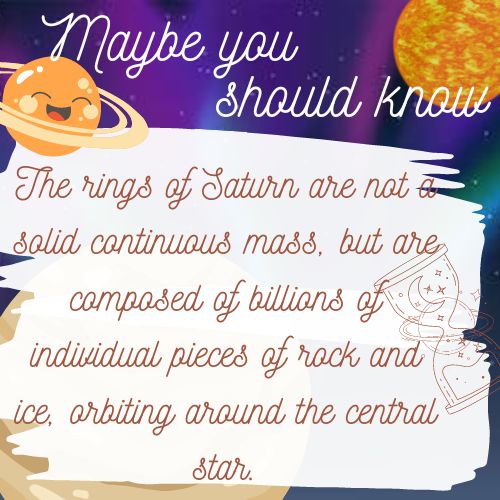 Maybe you
should know
The rings of Saturn are not a
solid continuous mass, but are
composed of billions of
individual pieces of rock and
ice, orbiting around the central
star.